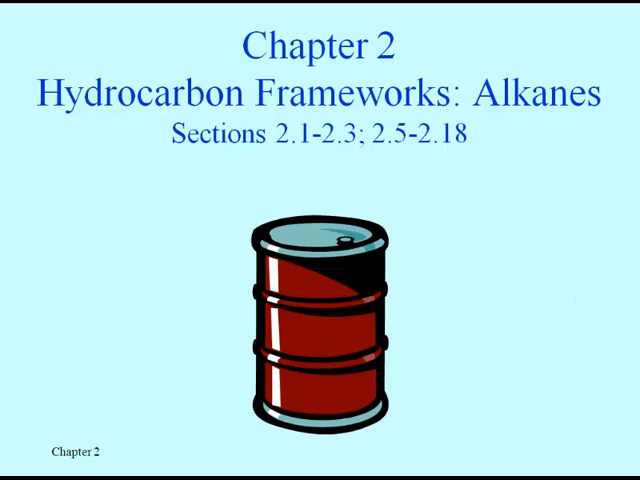 Chapter 2
Hydrocarbon Frameworks: Alkanes
Sections 2.1-2.3; 2.5-2.18
Chapter 2